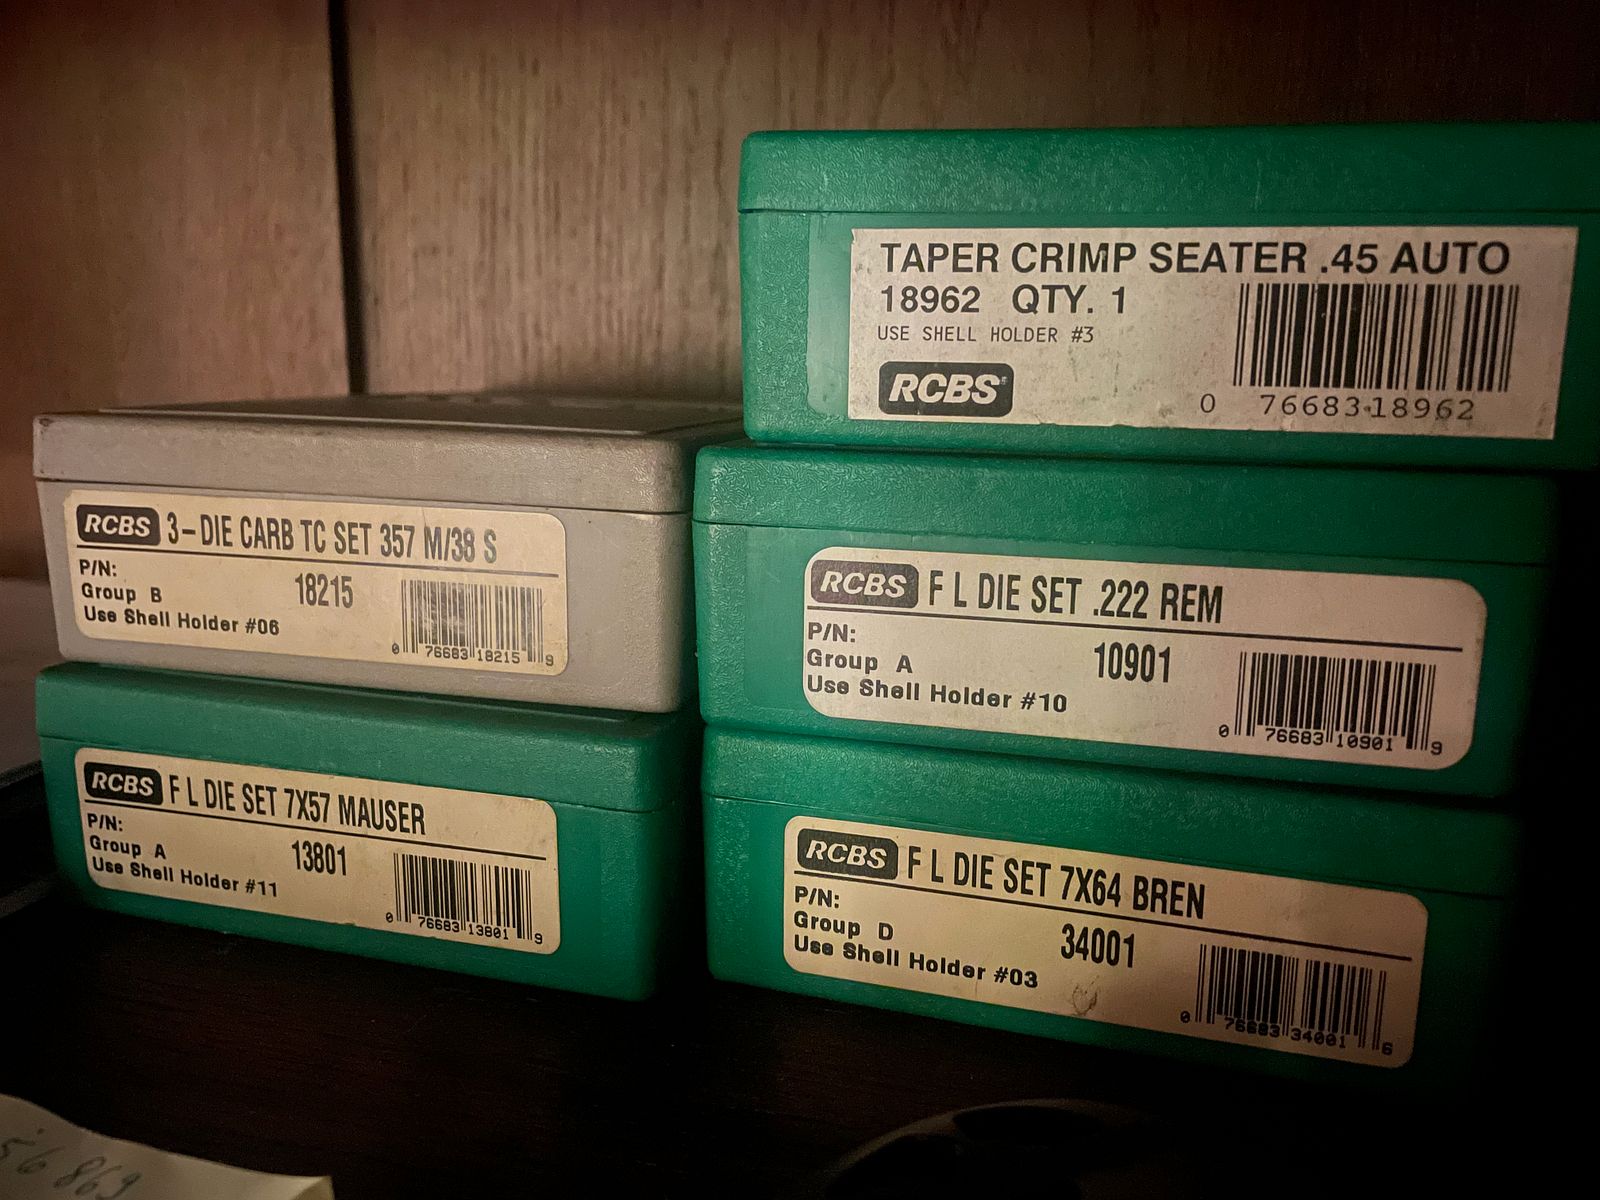 TAPER CRIMP SEATER .45 AUTO
18962 QTY. 1
USE SHELL HOLDER #3
RCBS
0 76683-18962
RCBS 3-DIE CARB TC SET 357 M/38 S
P/N:
Group B 18215
Use Shell Holder #06
0 76683 18215 9
RCBS F L DIE SET .222 REM
P/N:
Group A 10901
Use Shell Holder #10
0 76683 10901 9
RCBS F L DIE SET 7X57 MAUSER
P/N:
Group A 13801
Use Shell Holder #11
0 76683 13801 9
RCBS F L DIE SET 7X64 BREN
P/N:
Group D 34001
Use Shell Holder #03
0 76683 34001 6